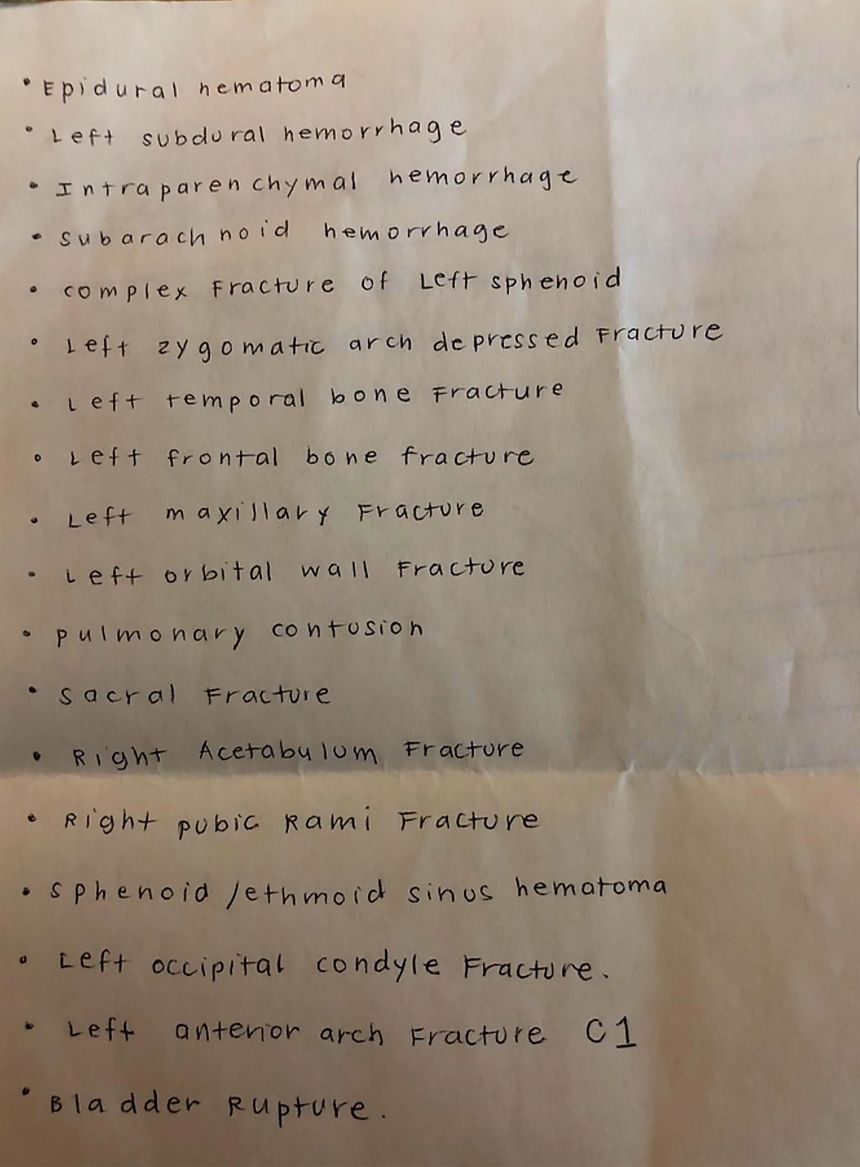 • Epidural hematoma
• Left subdural hemorrhage
• Intraparenchymal hemorrhage
• Subarachnoid hemorrhage
• complex Fracture of Left sphenoid
• Left zygomatic arch depressed Fracture
• Left temporal bone Fracture
• Left frontal bone fracture
• Left maxillary Fracture
• Left orbital wall Fracture
• pulmonary contusion
• Sacral Fracture
• Right Acetabulum Fracture
• Right pubic Rami Fracture
• Sphenoid /ethmoid sinus hematoma
• Left occipital condyle Fracture.
• Left anterior arch Fracture C1
• Bladder Rupture.